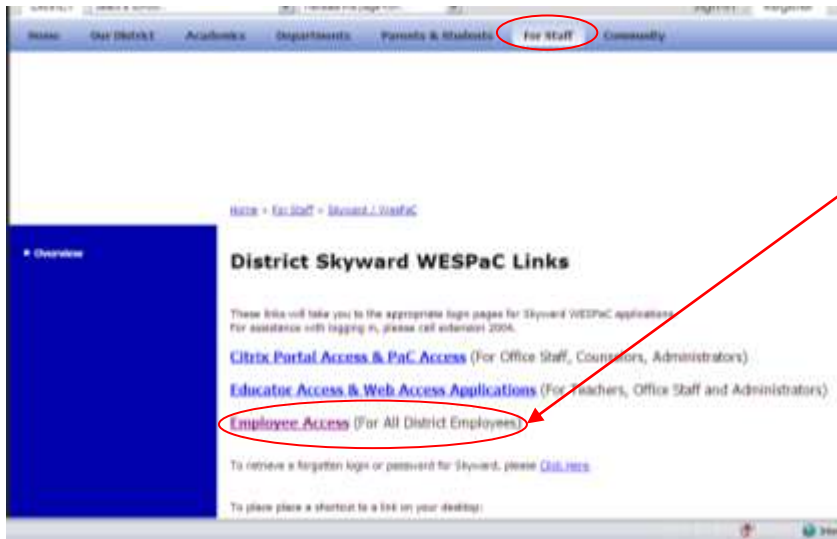 Home Our District Academics Departments Parents & Students For Staff Community
Home > For Staff > Skyward / WesPaC
• Overview
District Skyward WESPaC Links
These links will take you to the appropriate login pages for Skyward WESPaC applications.
For assistance with logging in, please call extension 2004.
Citrix Portal Access & PaC Access (For Office Staff, Counselors, Administrators)
Educator Access & Web Access Applications (For Teachers, Office Staff and Administrators)
Employee Access (For All District Employees)
To retrieve a forgotten login or password for Skyward, please Click Here.
To place place a shortcut to a link on your desktop: